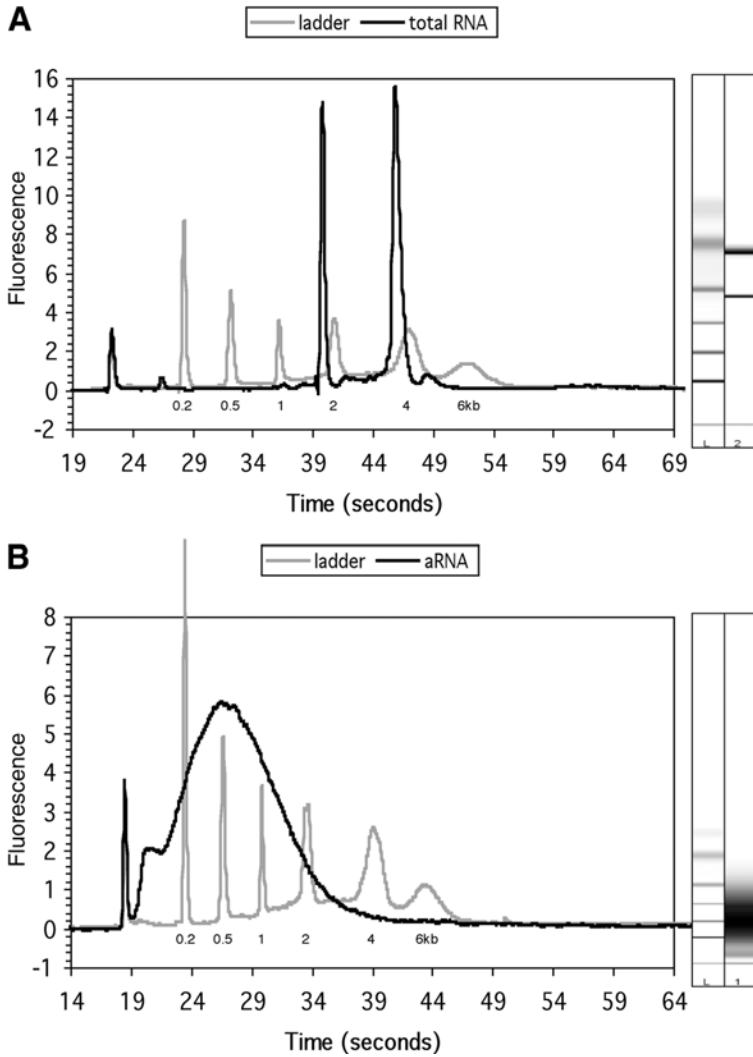 A
ladder total RNA
Fluorescence
16
14
12
10
8
6
4
2
0
-2
0.2 0.5 1 2 4 6kb
19 24 29 34 39 44 49 54 59 64 69
Time (seconds)
L 2
B
ladder aRNA
Fluorescence
8
7
6
5
4
3
2
1
0
-1
0.2 0.5 1 2 4 6kb
14 19 24 29 34 39 44 49 54 59 64
Time (seconds)
L 1